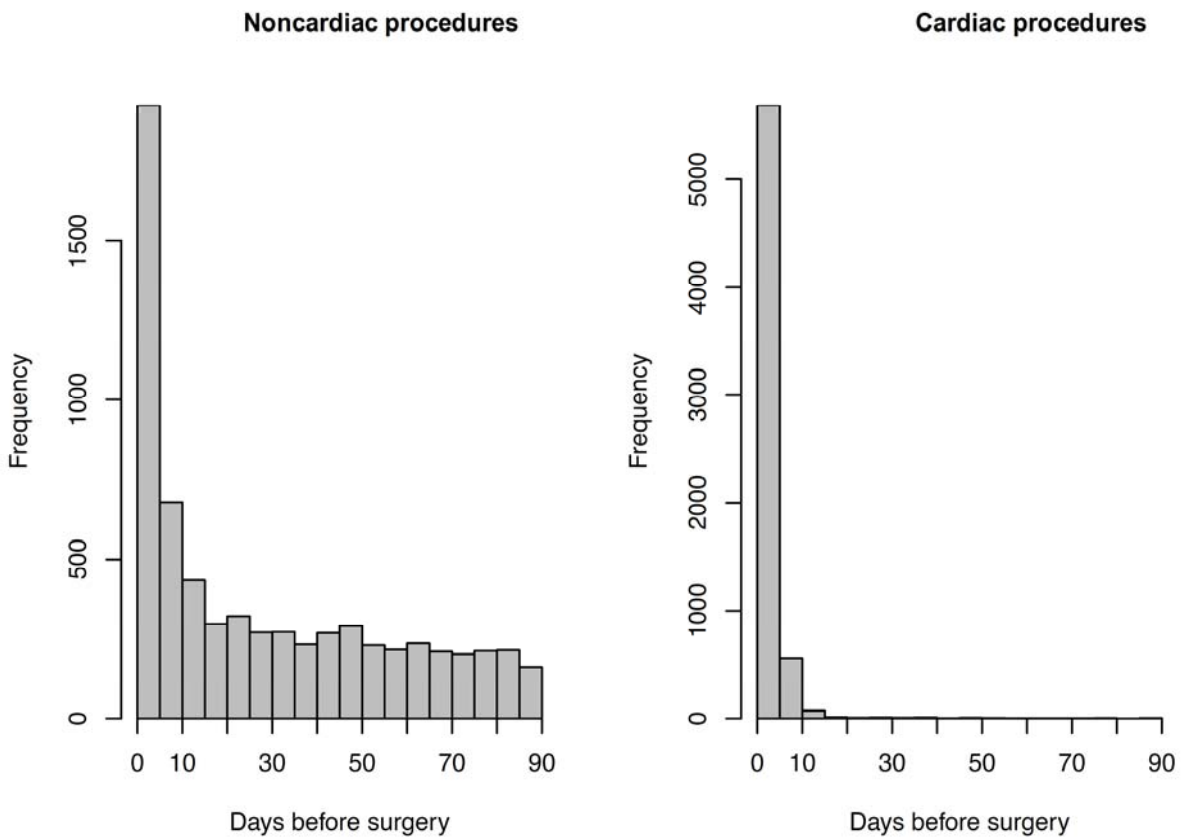 Noncardiac procedures
Frequency
1500
1000
500
0
0 10 30 50 70 90
Days before surgery
Cardiac procedures
Frequency
5000
4000
3000
2000
1000
0
0 10 30 50 70 90
Days before surgery